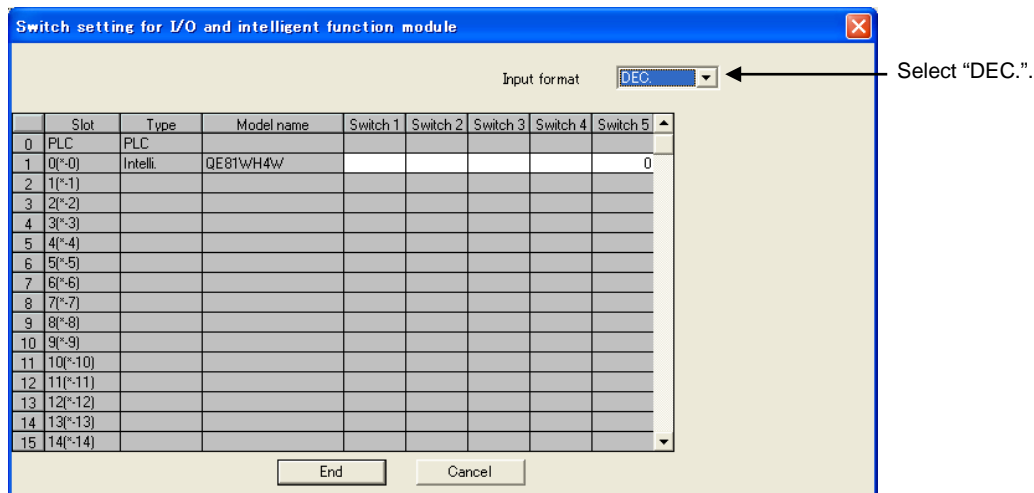 Switch setting for I/O and intelligent function module
Input format DEC.
Select “DEC.”.
Slot Type Model name Switch 1 Switch 2 Switch 3 Switch 4 Switch 5
0 PLC PLC
1 0(*-0) Intelli. QE81WH4W 0
2 1(*-1)
3 2(*-2)
4 3(*-3)
5 4(*-4)
6 5(*-5)
7 6(*-6)
8 7(*-7)
9 8(*-8)
10 9(*-9)
11 10(*-10)
12 11(*-11)
13 12(*-12)
14 13(*-13)
15 14(*-14)
End Cancel